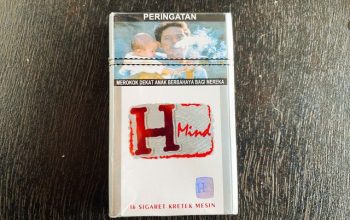 PERINGATAN
MEROKOK DEKAT ANAK BERBAHAYA BAGI MEREKA
H
Mind
16 SIGARET KRETEK MESIN
H